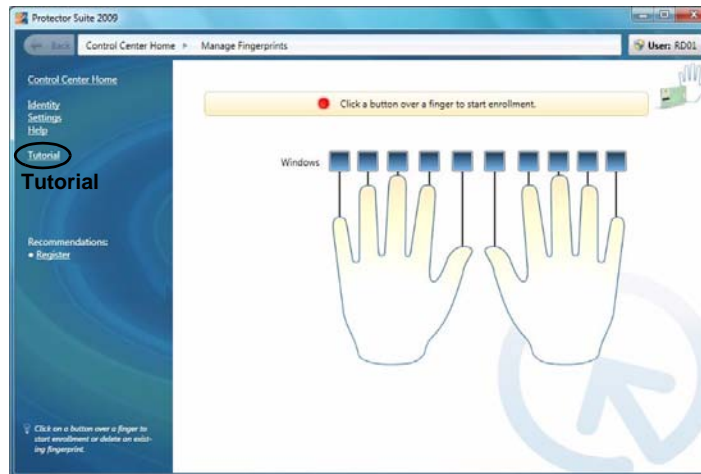 Protector Suite 2009
Back
Control Center Home
Manage Fingerprints
User: RD01
Control Center Home
Identity
Settings
Help
Tutorial
Tutorial
Recommendations:
• Register
Click on a button over a finger to
start enrollment or delete an exist-
ing fingerprint.
Click a button over a finger to start enrollment.
Windows